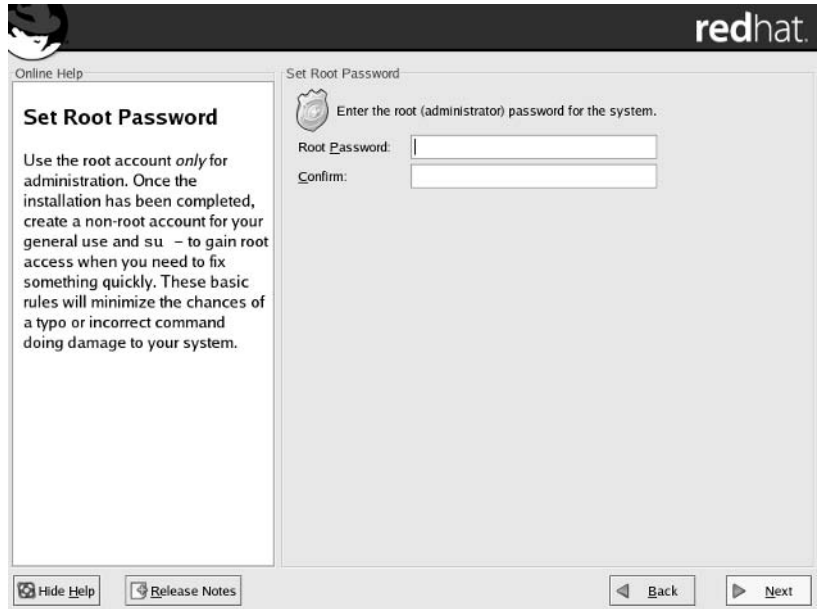 redhat.
Online Help
Set Root Password
Use the root account only for
administration. Once the
installation has been completed,
create a non-root account for your
general use and su – to gain root
access when you need to fix
something quickly. These basic
rules will minimize the chances of
a typo or incorrect command
doing damage to your system.
Set Root Password
Enter the root (administrator) password for the system.
Root Password:
Confirm:
Hide Help
Release Notes
Back
Next